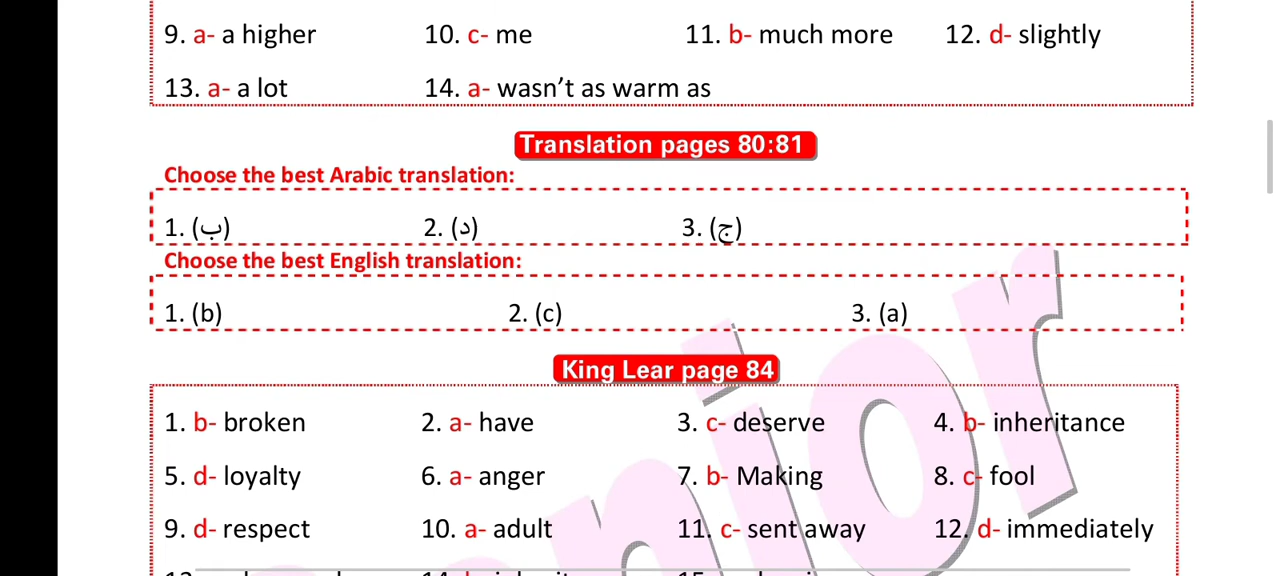 9. a- a higher 10. c- me 11. b- much more 12. d- slightly
13. a- a lot 14. a- wasn't as warm as
Translation pages 80:81
Choose the best Arabic translation:
1. (ب) 2. (د) 3. (ج)
Choose the best English translation:
1. (b) 2. (c) 3. (a)
King Lear page 84
1. b- broken 2. a- have 3. c- deserve 4. b- inheritance
5. d- loyalty 6. a- anger 7. b- Making 8. c- fool
9. d- respect 10. a- adult 11. c- sent away 12. d- immediately